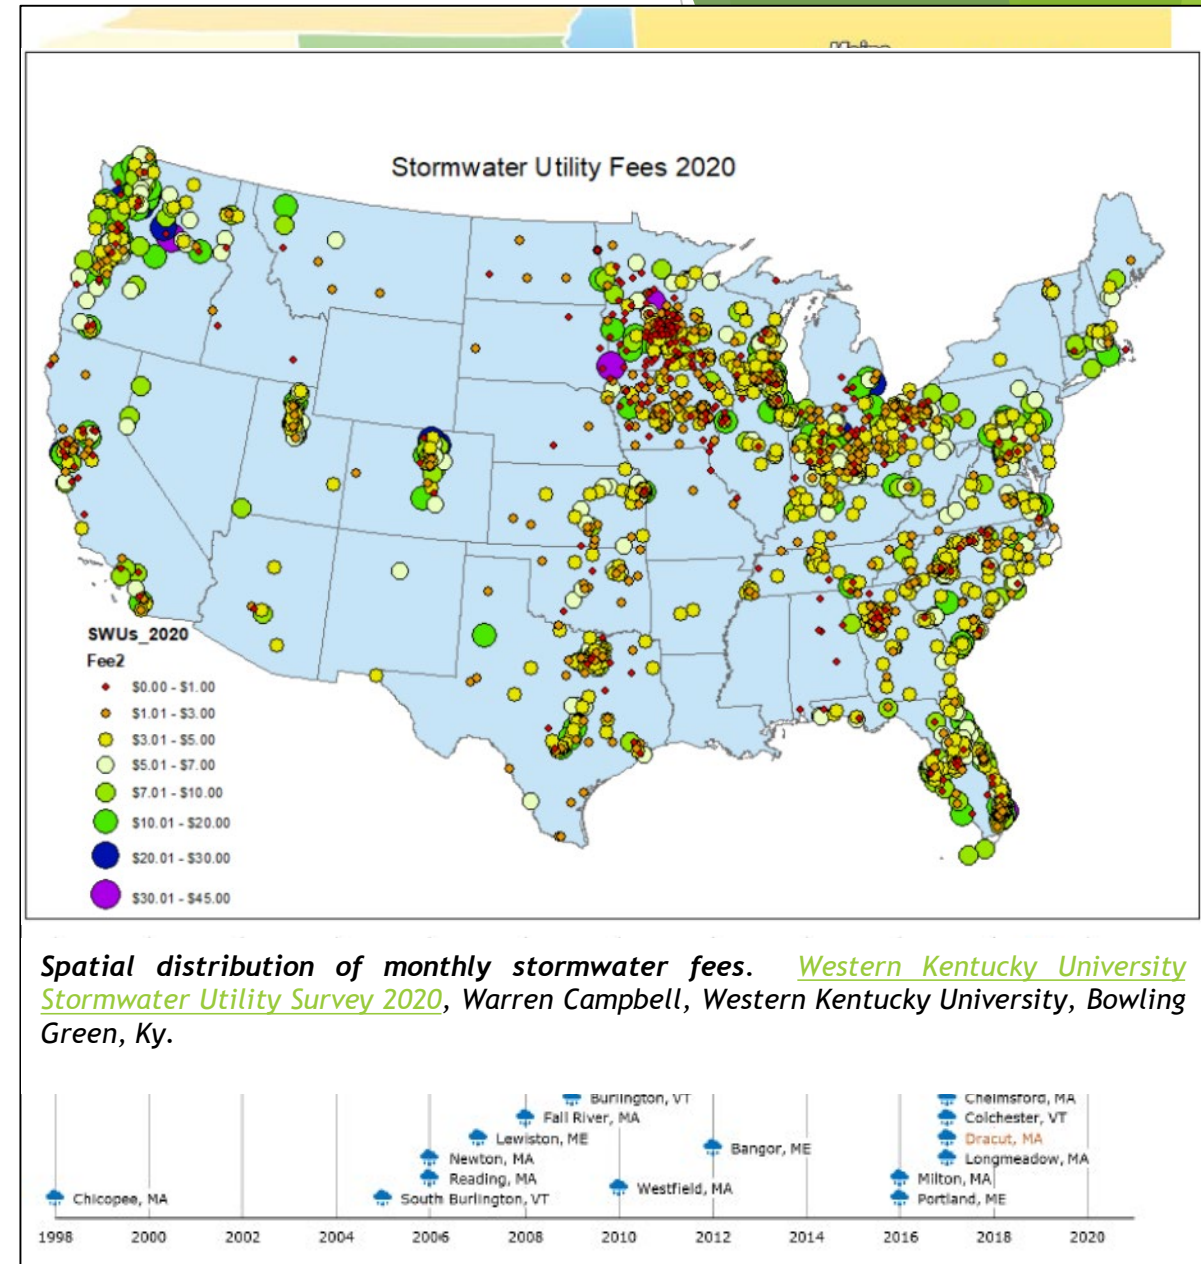 Maine
Stormwater Utility Fees 2020
SWUs_2020
Fee2
$0.00 - $1.00
$1.01 - $3.00
$3.01 - $5.00
$5.01 - $7.00
$7.01 - $10.00
$10.01 - $20.00
$20.01 - $30.00
$30.01 - $45.00
Spatial distribution of monthly stormwater fees. Western Kentucky University
Stormwater Utility Survey 2020, Warren Campbell, Western Kentucky University, Bowling
Green, Ky.
Burlington, VT
Chelmsford, MA
Fall River, MA
Colchester, VT
Lewiston, ME
Dracut, MA
Bangor, ME
Newton, MA
Longmeadow, MA
Reading, MA
Milton, MA
Westfield, MA
Chicopee, MA
South Burlington, VT
Portland, ME
1998 2000 2002 2004 2006 2008 2010 2012 2014 2016 2018 2020